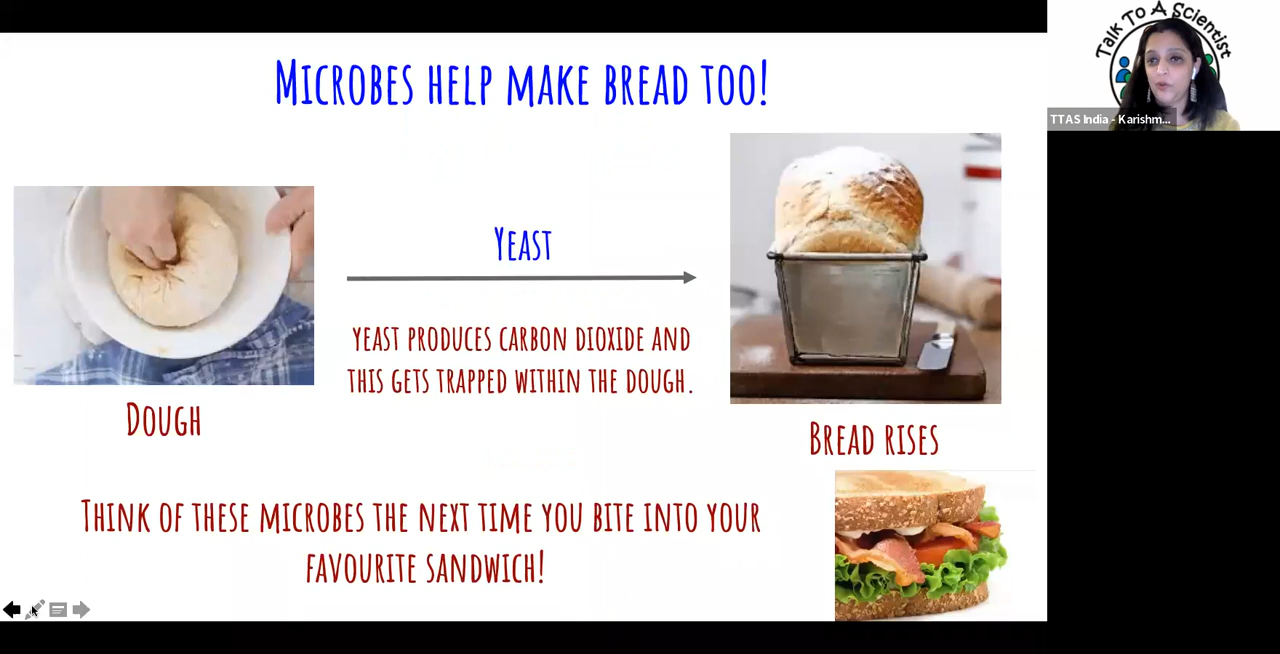 MICROBES HELP MAKE BREAD TOO!
Talk To A Scientist
TTAS India - Karishm...
YEAST
YEAST PRODUCES CARBON DIOXIDE AND
THIS GETS TRAPPED WITHIN THE DOUGH.
DOUGH
BREAD RISES
THINK OF THESE MICROBES THE NEXT TIME YOU BITE INTO YOUR
FAVOURITE SANDWICH!